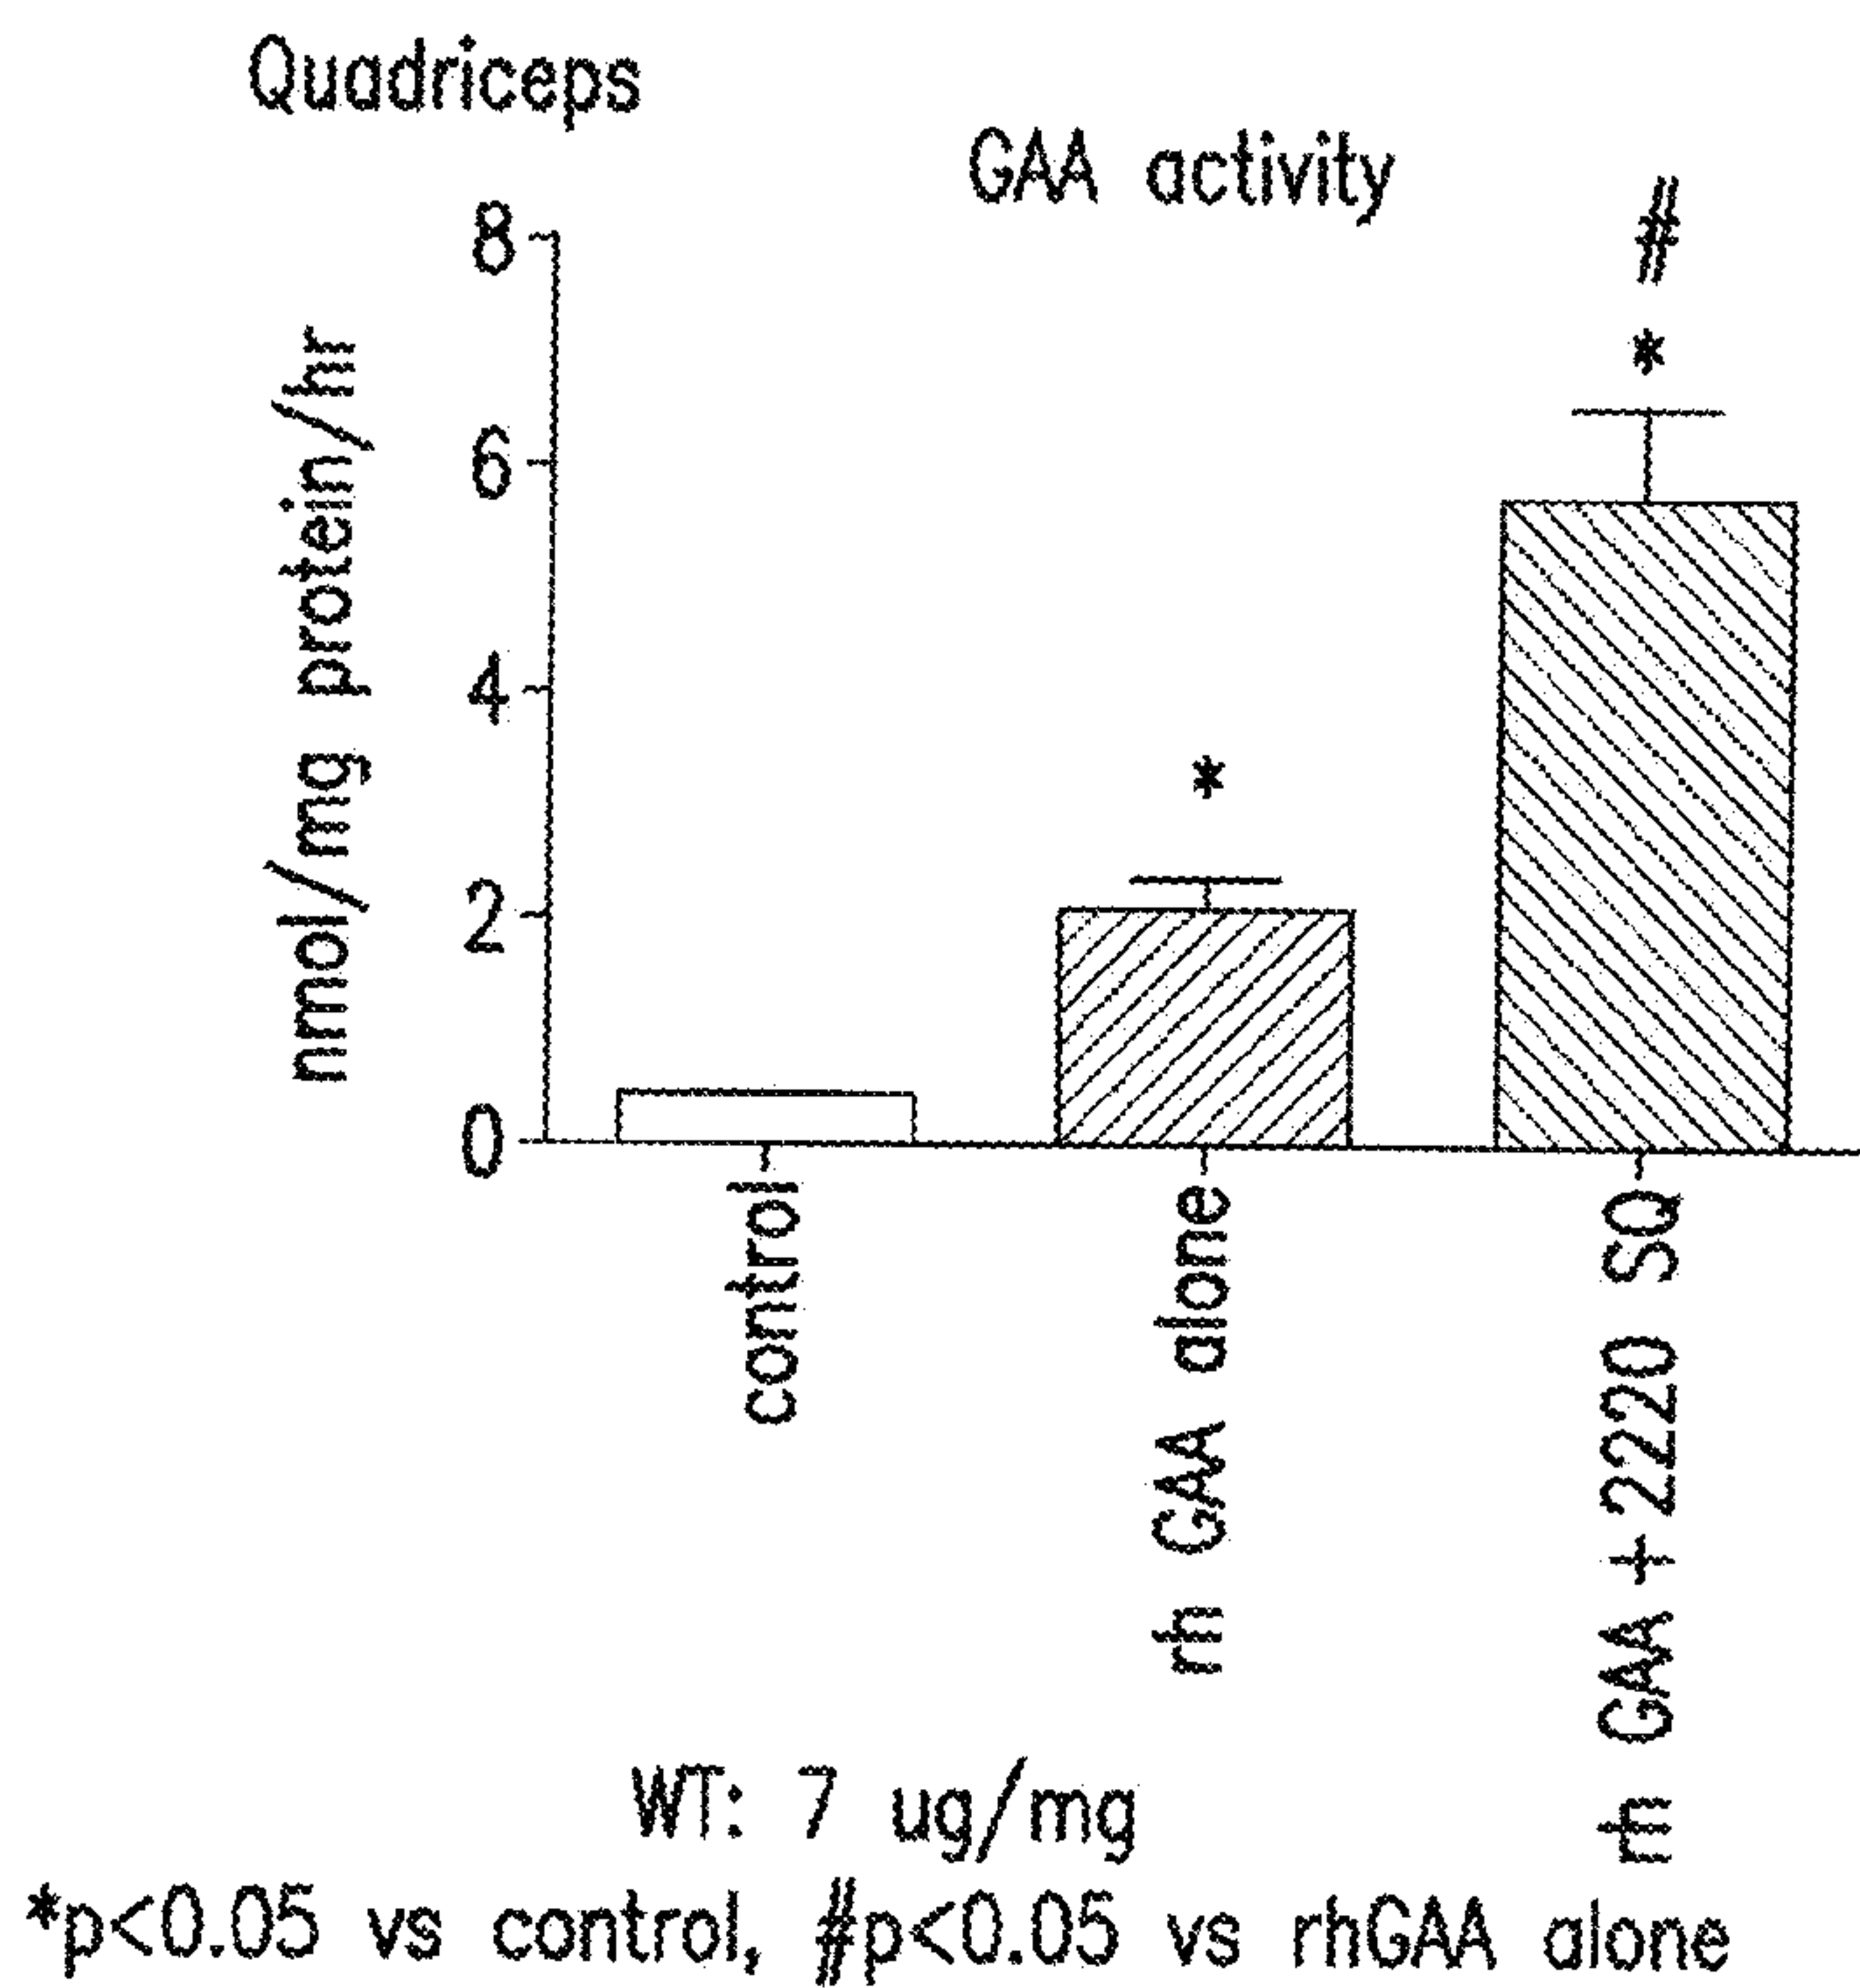 Quadriceps
GAA activity
#
*
*
nmol/mg protein/hr
8
6
4
2
0
control
rh GAA alone
rh GAA + 2220 SQ
WT: 7 ug/mg
*p<0.05 vs control, #p<0.05 vs rhGAA alone